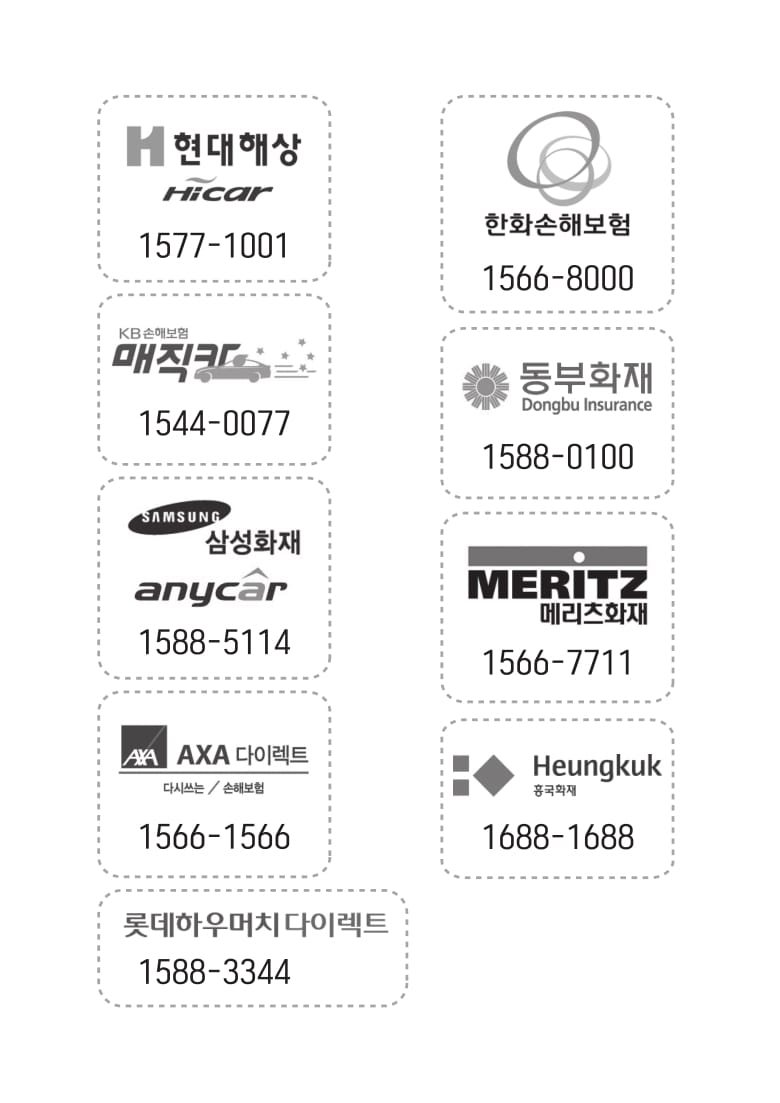 현대해상
Hicar
1577-1001
KB손해보험
매직카
1544-0077
SAMSUNG
삼성화재
anycar
1588-5114
AXA AXA 다이렉트
다시쓰는 / 손해보험
1566-1566
롯데하우머치다이렉트
1588-3344
한화손해보험
1566-8000
동부화재
Dongbu Insurance
1588-0100
MERITZ
메리츠화재
1566-7711
Heungkuk
흥국화재
1688-1688